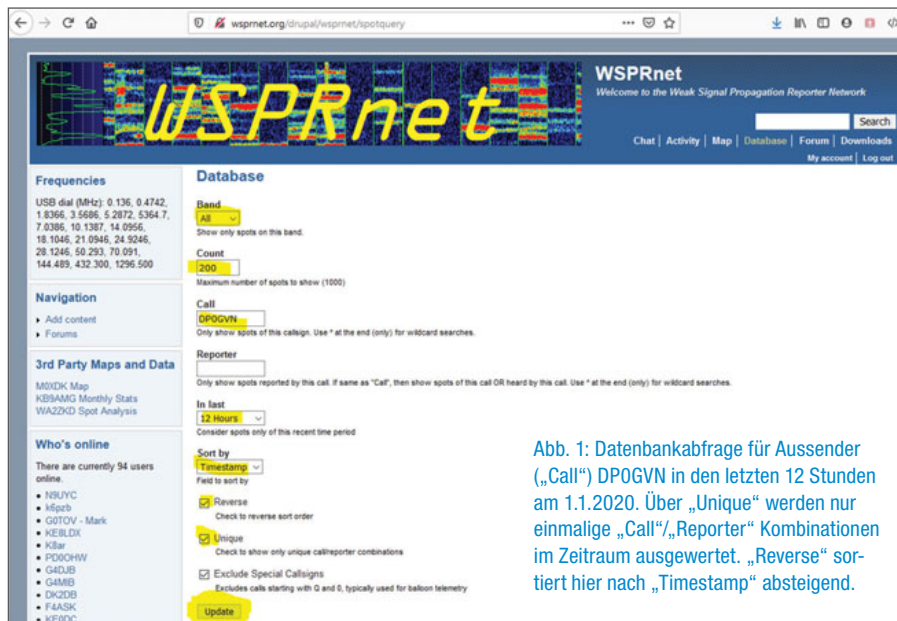 wsprnet.org/drupal/wsprnet/spotquery
WSPRnet
WSPRnet
Welcome to the Weak Signal Propagation Reporter Network
Search
Chat | Activity | Map | Database | Forum | Downloads
My account | Log out
Frequencies
USB dial (MHz): 0.136, 0.4742,
1.8366, 3.5686, 5.2872, 5364.7,
7.0386, 10.1387, 14.0956,
18.1046, 21.0946, 24.9246,
28.1246, 50.293, 70.091,
144.489, 432.300, 1296.500
Navigation
Add content
Forums
3rd Party Maps and Data
M0XDK Map
KB9AMG Monthly Stats
WA2ZKD Spot Analysis
Who's online
There are currently 94 users
online.
N9UYC
k6pzb
G0TOV - Mark
KE8LDX
K8ar
PD0OHW
G4DJB
G4MIB
DK2DB
F4ASK
KE0DC
Database
Band
All
Show only spots on this band.
Count
200
Maximum number of spots to show (1000)
Call
DP0GVN
Only show spots of this callsign. Use * at the end (only) for wildcard searches.
Reporter
Only show spots reported by this call. If same as "Call", then show spots of this call OR heard by this call. Use * at the end (only) for wildcard searches.
In last
12 Hours
Consider spots only of this recent time period
Sort by
Timestamp
Field to sort by
Reverse
Check to reverse sort order
Unique
Check to show only unique call/reporter combinations
Exclude Special Callsigns
Excludes calls starting with Q and 0, typically used for balloon telemetry
Update
Abb. 1: Datenbankabfrage für Aussender
(„Call“) DP0GVN in den letzten 12 Stunden
am 1.1.2020. Über „Unique“ werden nur
einmalige „Call“/„Reporter“ Kombinationen
im Zeitraum ausgewertet. „Reverse“ sor-
tiert hier nach „Timestamp“ absteigend.